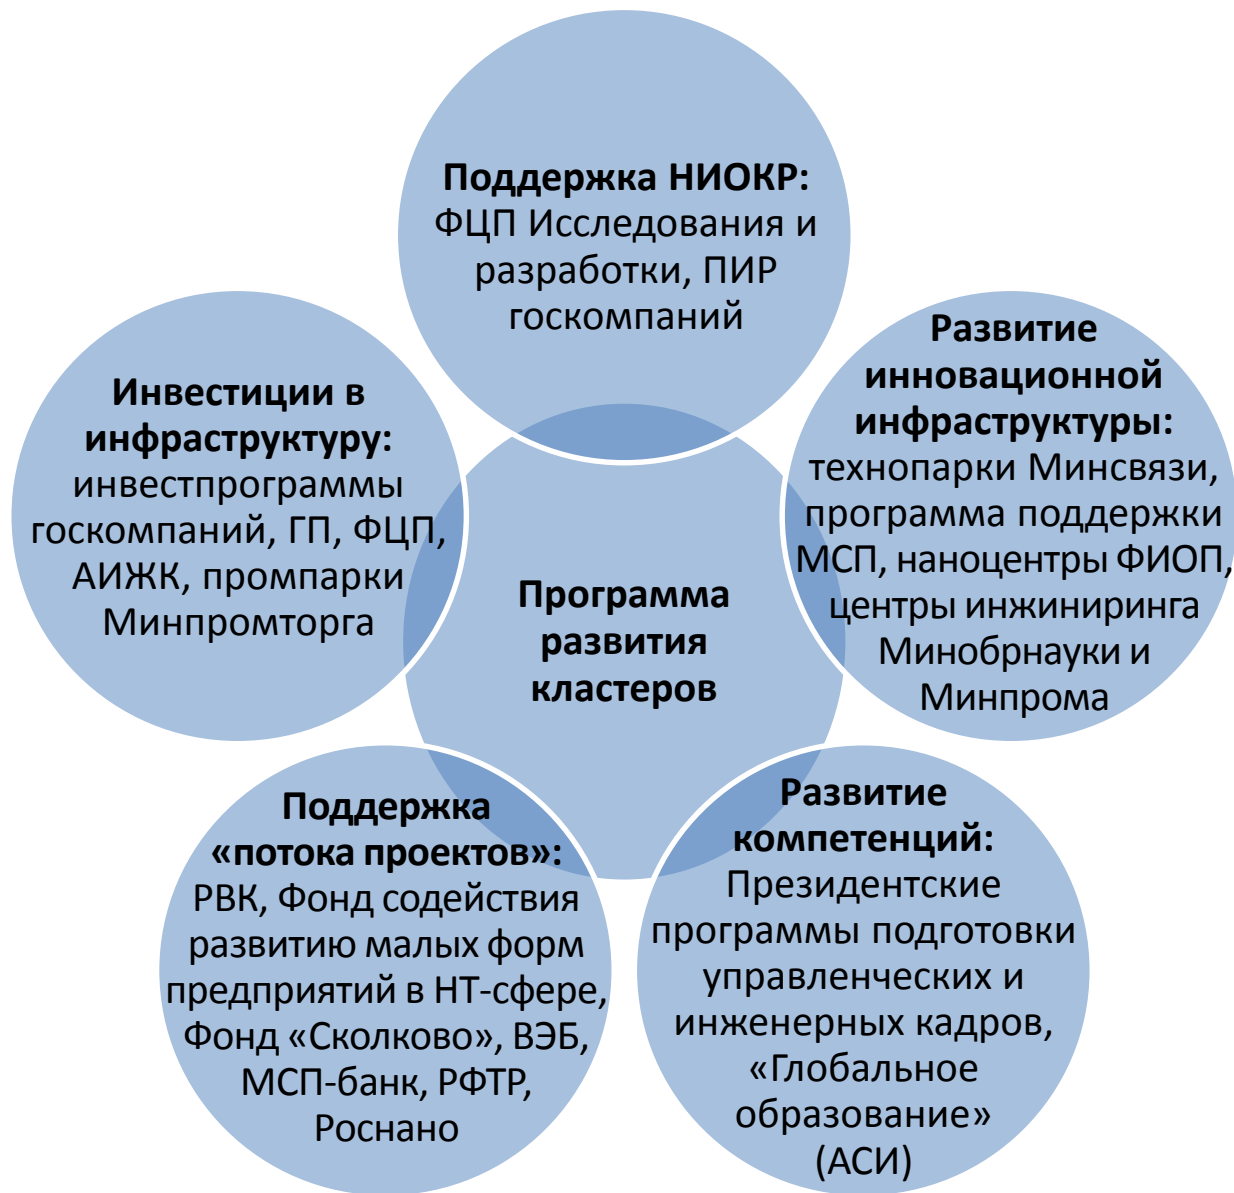 Поддержка НИОКР:
ФЦП Исследования и
разработки, ПИР
госкомпаний
Развитие
инновационной
инфраструктуры:
технопарки Минсвязи,
программа поддержки
МСП, наноцентры ФИОП,
центры инжиниринга
Минобрнауки и
Минпрома
Инвестиции в
инфраструктуру:
инвестпрограммы
госкомпаний, ГП, ФЦП,
АИЖК, промпарки
Минпромторга
Программа
развития
кластеров
Поддержка
«потока проектов»:
РВК, Фонд содействия
развитию малых форм
предприятий в НТ-сфере,
Фонд «Сколково», ВЭБ,
МСП-банк, РФТР,
Роснано
Развитие
компетенций:
Президентские
программы подготовки
управленческих и
инженерных кадров,
«Глобальное
образование»
(АСИ)